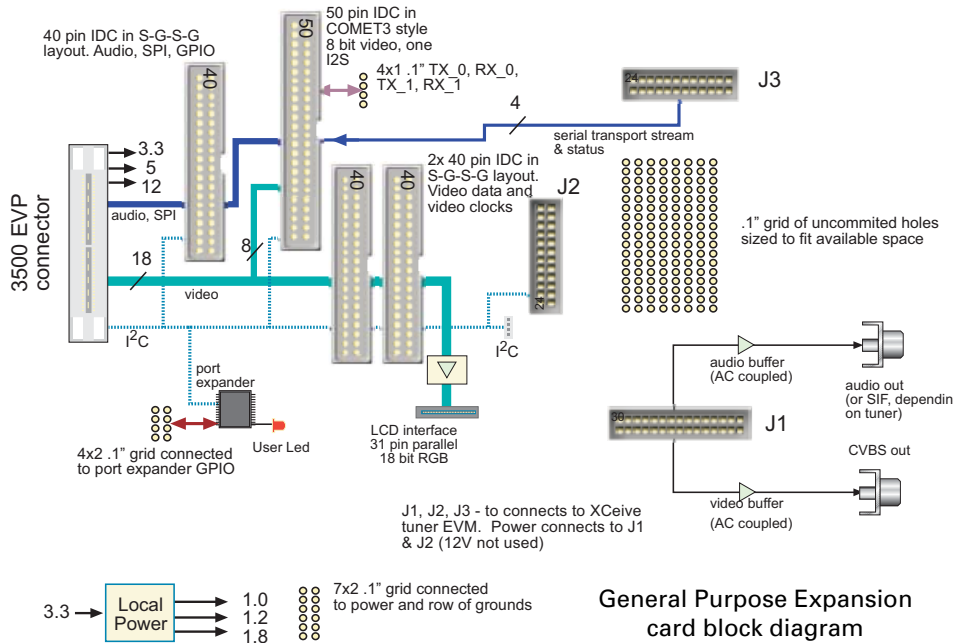 40 pin IDC in S-G-S-G
layout. Audio, SPI, GPIO
50 pin IDC in
COMET3 style
8 bit video, one
I2S
4x1 .1” TX_0, RX_0,
TX_1, RX_1
40
50
24
J3
4
serial transport stream
& status
3500 EVP
connector
3.3
5
12
audio, SPI
2x 40 pin IDC in
S-G-S-G layout.
Video data and
video clocks
40
40
J2
24
.1” grid of uncommited holes
sized to fit available space
18
8
video
I2C
I2C
port
expander
User Led
4x2 .1” grid connected
to port expander GPIO
LCD interface
31 pin parallel
18 bit RGB
audio buffer
(AC coupled)
audio out
(or SIF, dependin
on tuner)
30
J1
CVBS out
video buffer
(AC coupled)
J1, J2, J3 - to connects to XCeive
tuner EVM. Power connects to J1
& J2 (12V not used)
3.3
Local
Power
1.0
1.2
1.8
7x2 .1” grid connected
to power and row of grounds
General Purpose Expansion
card block diagram